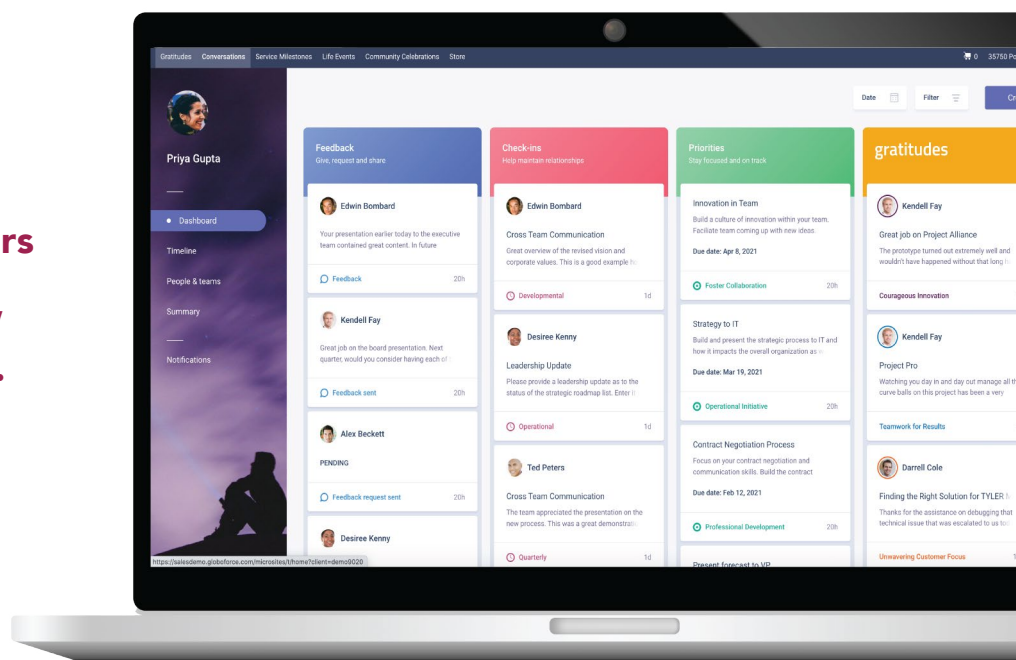 Gratitudes Conversations Service Milestones Life Events Community Celebrations Store
0 35750 Po
Date
Filter
Cr
Priya Gupta
Dashboard
Timeline
People & teams
Summary
Notifications
rs
y
.
Feedback
Give, request and share
Edwin Bombard
Your presentation earlier today to the executive
team contained great content. In future
Feedback 20h
Kendell Fay
Great job on the board presentation. Next
quarter, would you consider having each of
Feedback sent 20h
Alex Beckett
PENDING
Feedback request sent 20h
Desiree Kenny
Check-ins
Help maintain relationships
Edwin Bombard
Cross Team Communication
Great overview of the revised vision and
corporate values. This is a good example
Developmental 1d
Desiree Kenny
Leadership Update
Please provide a leadership update as to the
status of the strategic roadmap list. Enter
Operational 1d
Ted Peters
Cross Team Communication
The team appreciated the presentation on the
new process. This was a great
Quarterly 1d
Priorities
Stay focused and on track
Innovation in Team
Build a culture of innovation within your team.
Faciliate team coming up with new ideas.
Due date: Apr 8, 2021
Foster Collaboration 20h
Strategy to IT
Build and present the strategic process to IT and
how it impacts the overall organization as
Due date: Mar 19, 2021
Operational Initiative 20h
Contract Negotiation Process
Focus on your contract negotiation and
communication skills. Build the contract
Due date: Feb 12, 2021
Professional Development 20h
Present forecast to VP
gratitudes
Kendell Fay
Great job on Project Alliance
The prototype turned out extremely well and
wouldn't have happened without that long
Courageous Innovation
Kendell Fay
Project Pro
Watching you day in and day out manage all th
curve balls on this project has been a very
Teamwork for Results
Darrell Cole
Finding the Right Solution for TYLER
Thanks for the assistance on debugging that
technical issue that was escalated to us
Unwavering Customer Focus 1
https://salesdemo.globoforce.com/microsites/t/home?client=demo9020